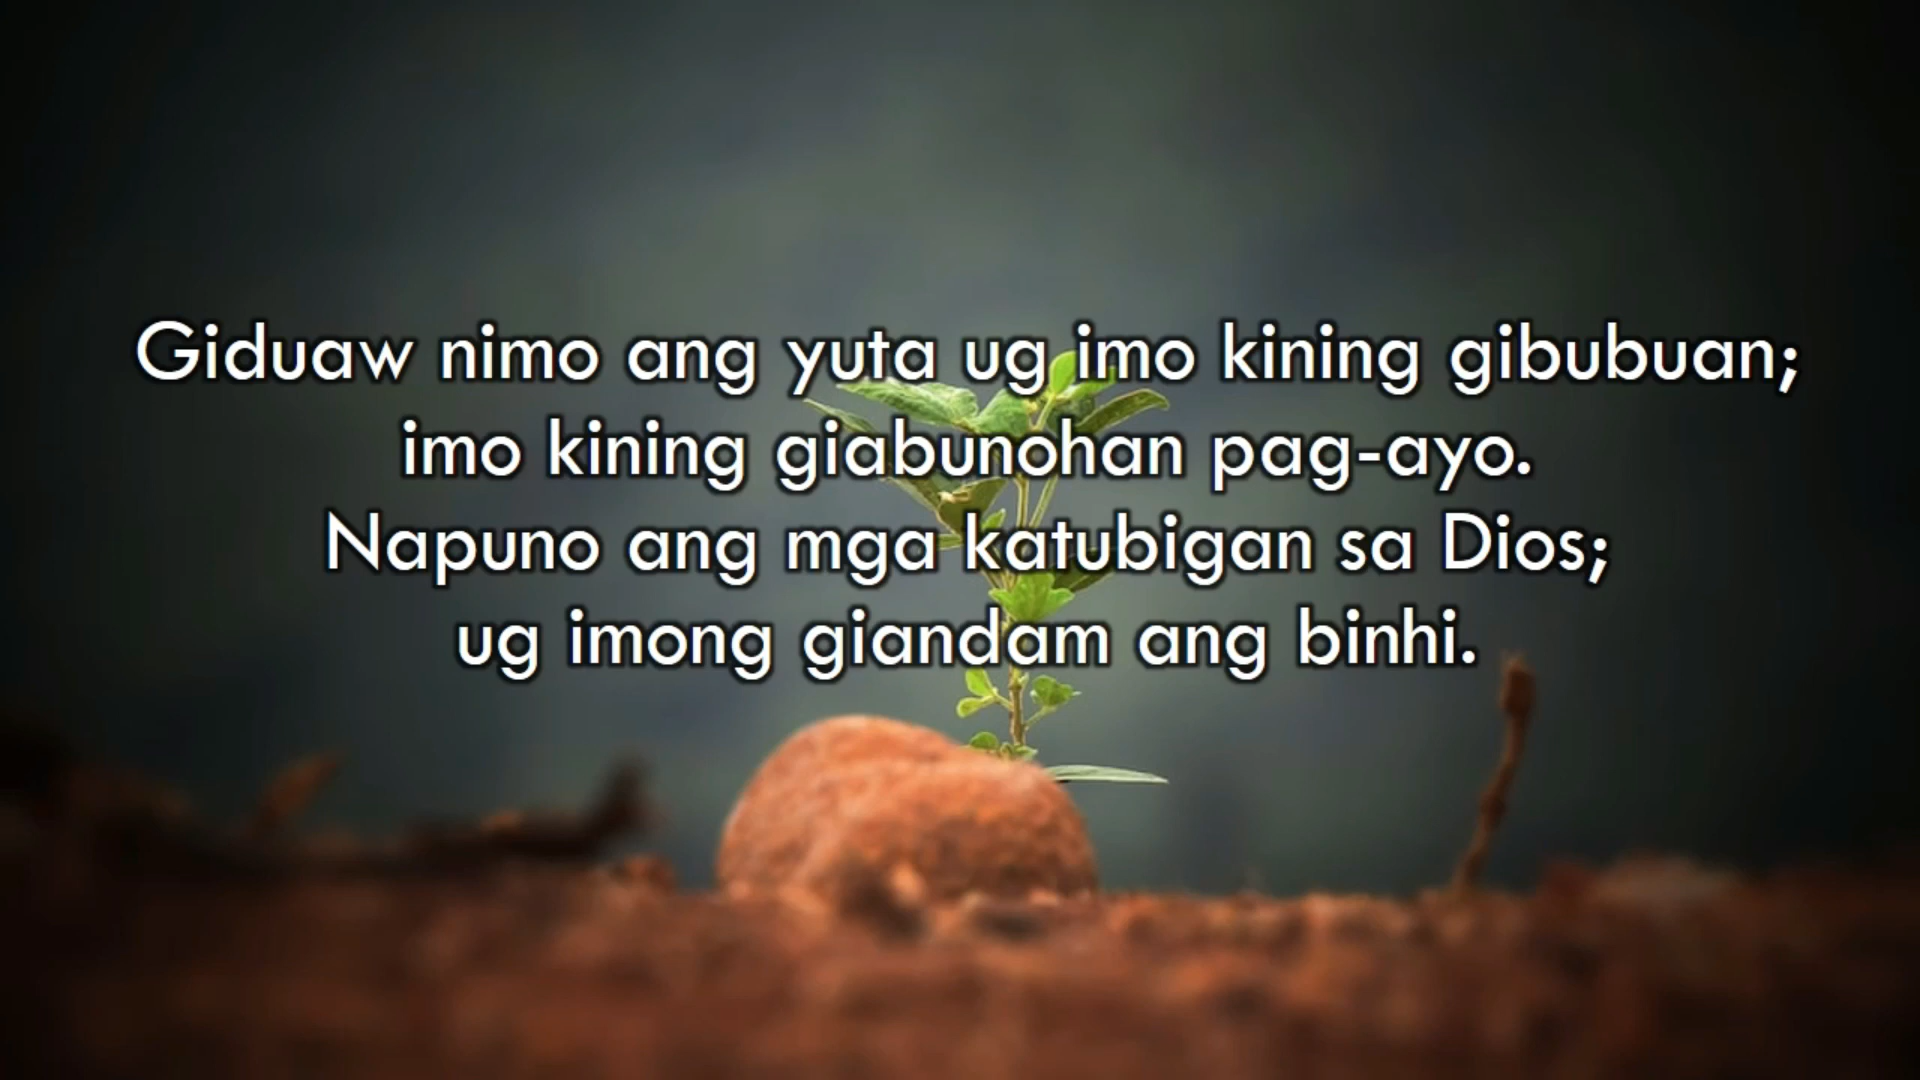 Giduaw nimo ang yuta ug imo kining gibubuan;
imo kining giabunohan pag-ayo.
Napuno ang mga katubigan sa Dios;
ug imong giandam ang binhi.